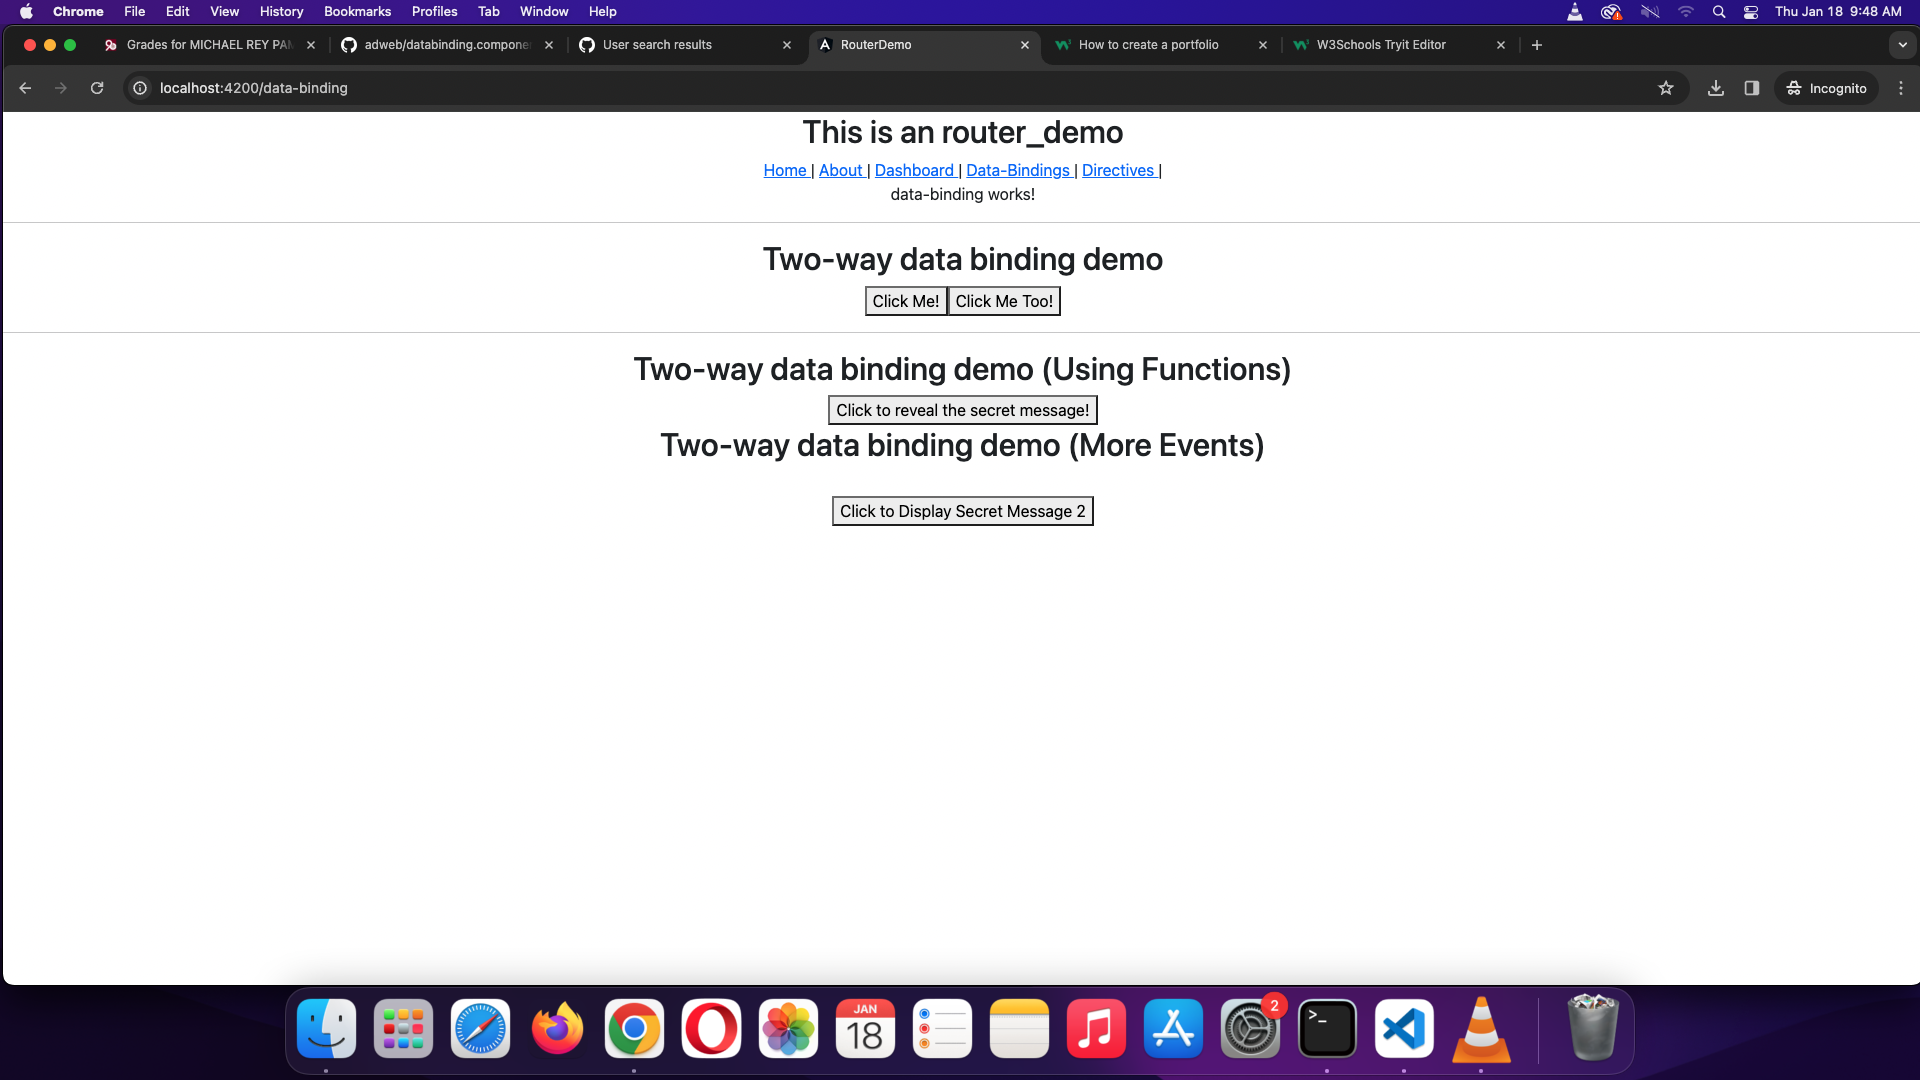 Chrome File Edit View History Bookmarks Profiles Tab Window Help Thu Jan 18 9:48 AM
Grades for MICHAEL REY adweb/databinding.compone User search results RouterDemo How to create a portfolio W3Schools Tryit Editor
localhost:4200/data-binding Incognito
This is an router_demo
Home | About | Dashboard | Data-Bindings | Directives |
data-binding works!
Two-way data binding demo
Click Me! Click Me Too!
Two-way data binding demo (Using Functions)
Click to reveal the secret message!
Two-way data binding demo (More Events)
Click to Display Secret Message 2
JAN
18
2
>_